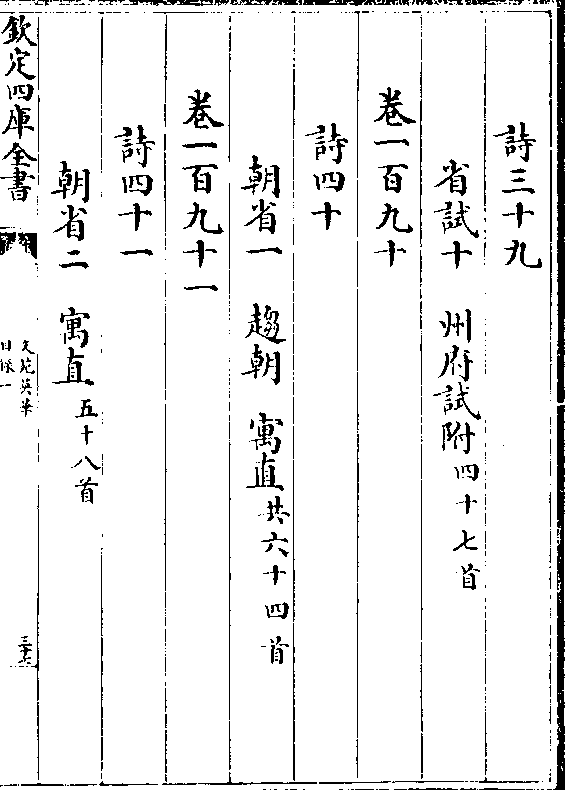 詩三十九
省試十　州府試附四十七首
卷一百九十
詩四十
朝省一　趨朝　寓直共六十四首
卷一百九十一
詩四十一
朝省二　寓直五十八首
欽定四庫全書
文苑英華
目録一
三十六